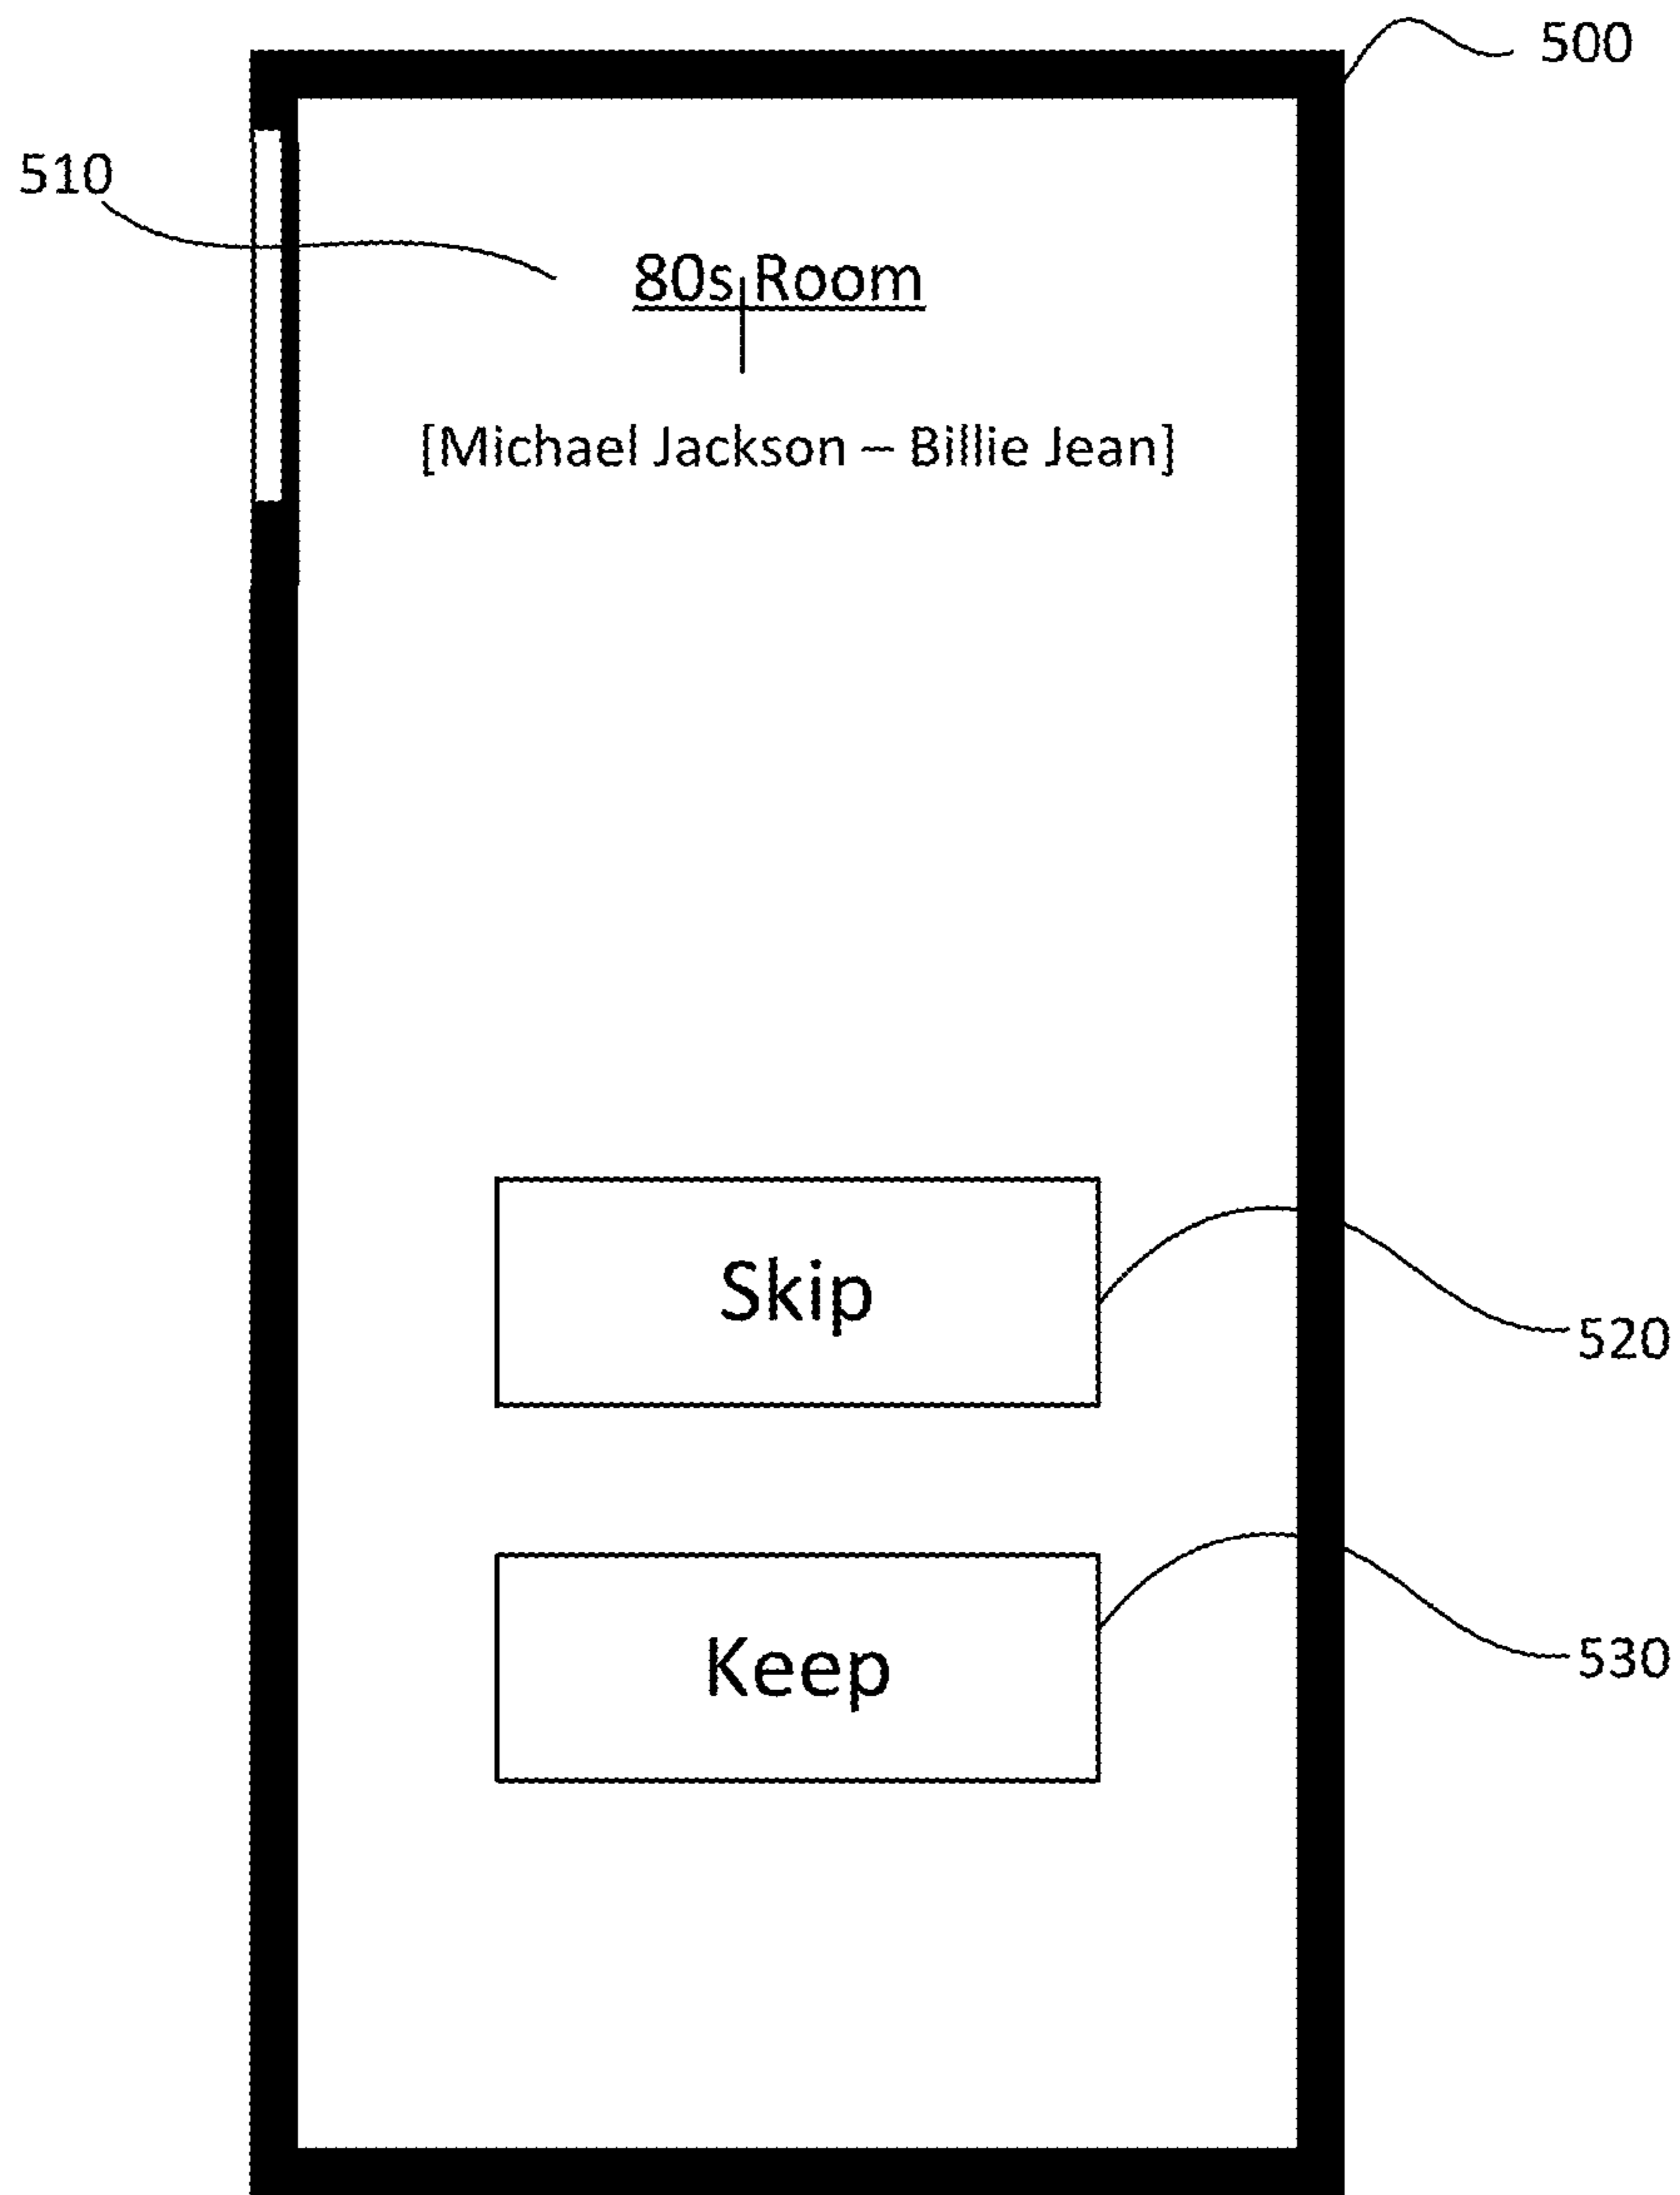 500
510
80s Room
[Michael Jackson – Billie Jean]
Skip
520
Keep
530